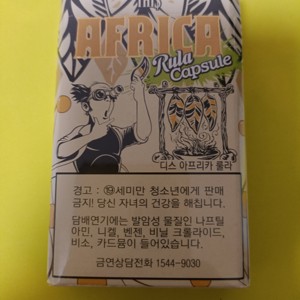 This
AFRICA
Rula
Capsule
디스 아프리카 룰라
경고 : ⑲세미만 청소년에게 판매
금지! 당신 자녀의 건강을 해칩니다.
담배연기에는 발암성 물질인 나프틸
아민, 니켈, 벤젠, 비닐 크롤라이드,
비소, 카드뮴이 들어있습니다.
금연상담전화 1544-9030